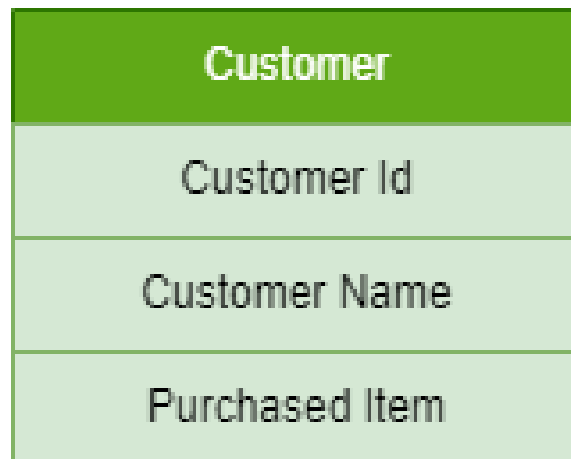 Customer
Customer Id
Customer Name
Purchased Item